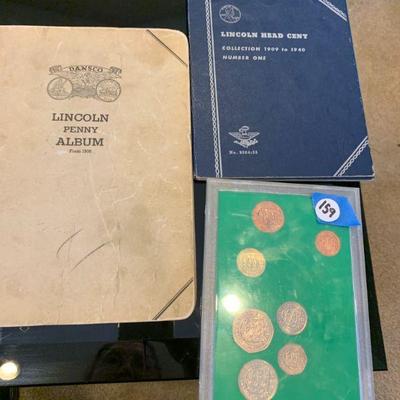 DANSCO
LINCOLN
PENNY
ALBUM
From 1909
LINCOLN HEAD CENT
COLLECTION 1909 TO 1940
NUMBER ONE
159